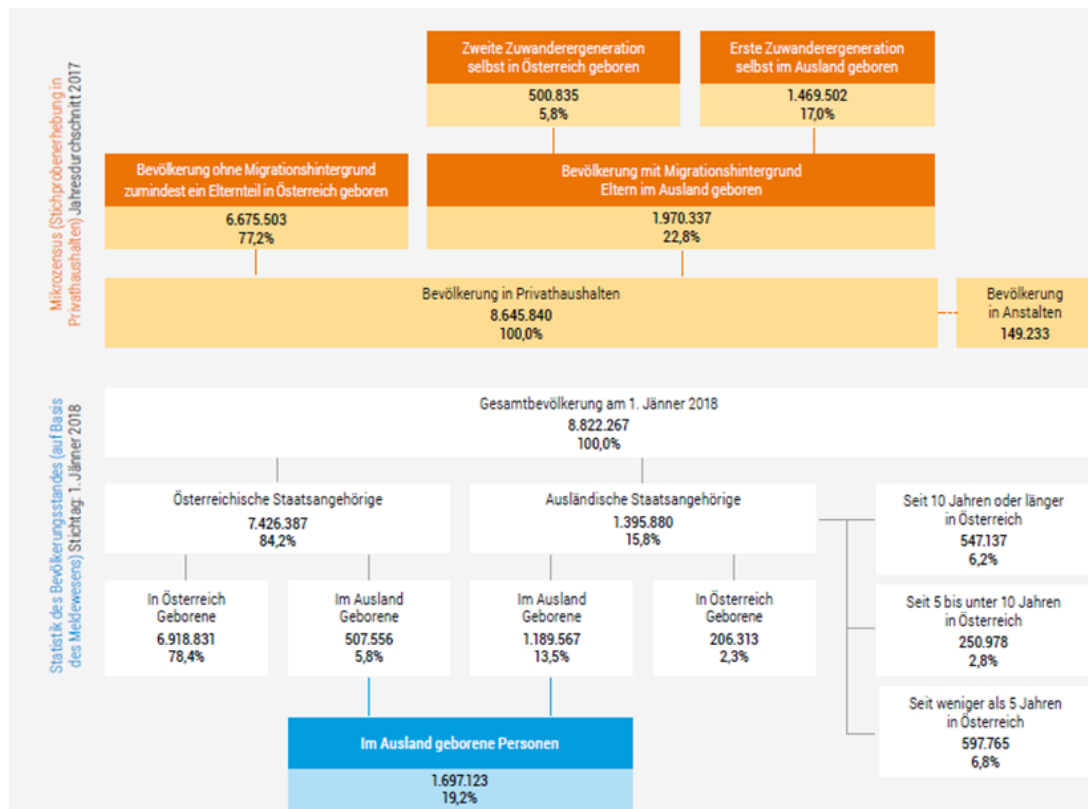 Mikrozensus (Stichprobenerhebung in
Privathaushalten) Jahresdurchschnitt 2017
Zweite Zuwanderergeneration
selbst in Österreich geboren
500.835
5,8%
Erste Zuwanderergeneration
selbst im Ausland geboren
1.469.502
17,0%
Bevölkerung ohne Migrationshintergrund
zumindest ein Elternteil in Österreich geboren
6.675.503
77,2%
Bevölkerung mit Migrationshintergrund
Eltern im Ausland geboren
1.970.337
22,8%
Bevölkerung in Privathaushalten
8.645.840
100,0%
Bevölkerung
in Anstalten
149.233
Statistik des Bevölkerungsstandes (auf Basis
des Meldewesens) Stichtag: 1. Jänner 2018
Gesamtbevölkerung am 1. Jänner 2018
8.822.267
100,0%
Österreichische Staatsangehörige
7.426.387
84,2%
Ausländische Staatsangehörige
1.395.880
15,8%
Seit 10 Jahren oder länger
in Österreich
547.137
6,2%
In Österreich
Geborene
6.918.831
78,4%
Im Ausland
Geborene
507.556
5,8%
Im Ausland
Geborene
1.189.567
13,5%
In Österreich
Geborene
206.313
2,3%
Seit 5 bis unter 10 Jahren
in Österreich
250.978
2,8%
Seit weniger als 5 Jahren
in Österreich
597.765
6,8%
Im Ausland geborene Personen
1.697.123
19,2%